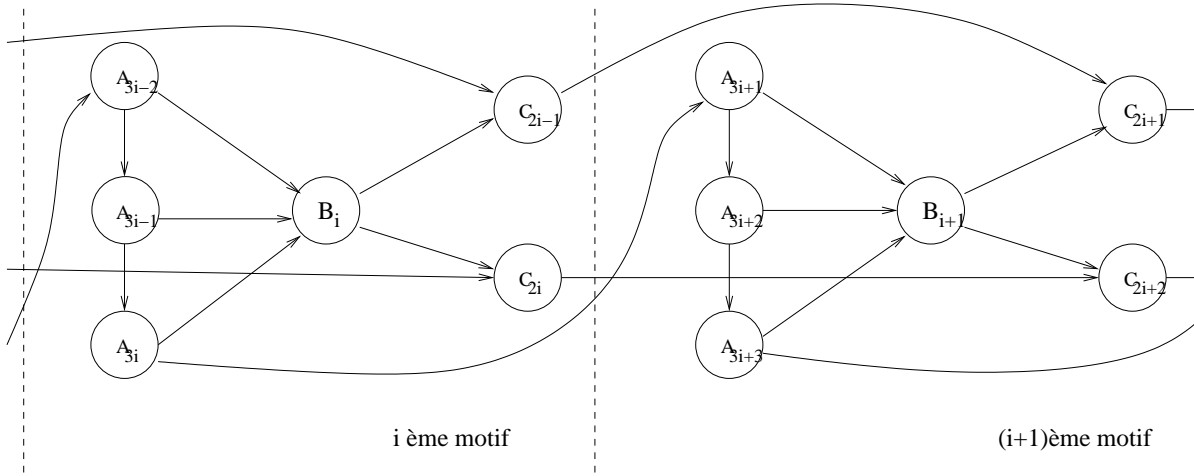 A3i−2
C2i−1
A3i−1
Bi
C2i
A3i
i ème motif
A3i+1
C2i+1
A3i+2
Bi+1
C2i+2
A3i+3
(i+1)ème motif